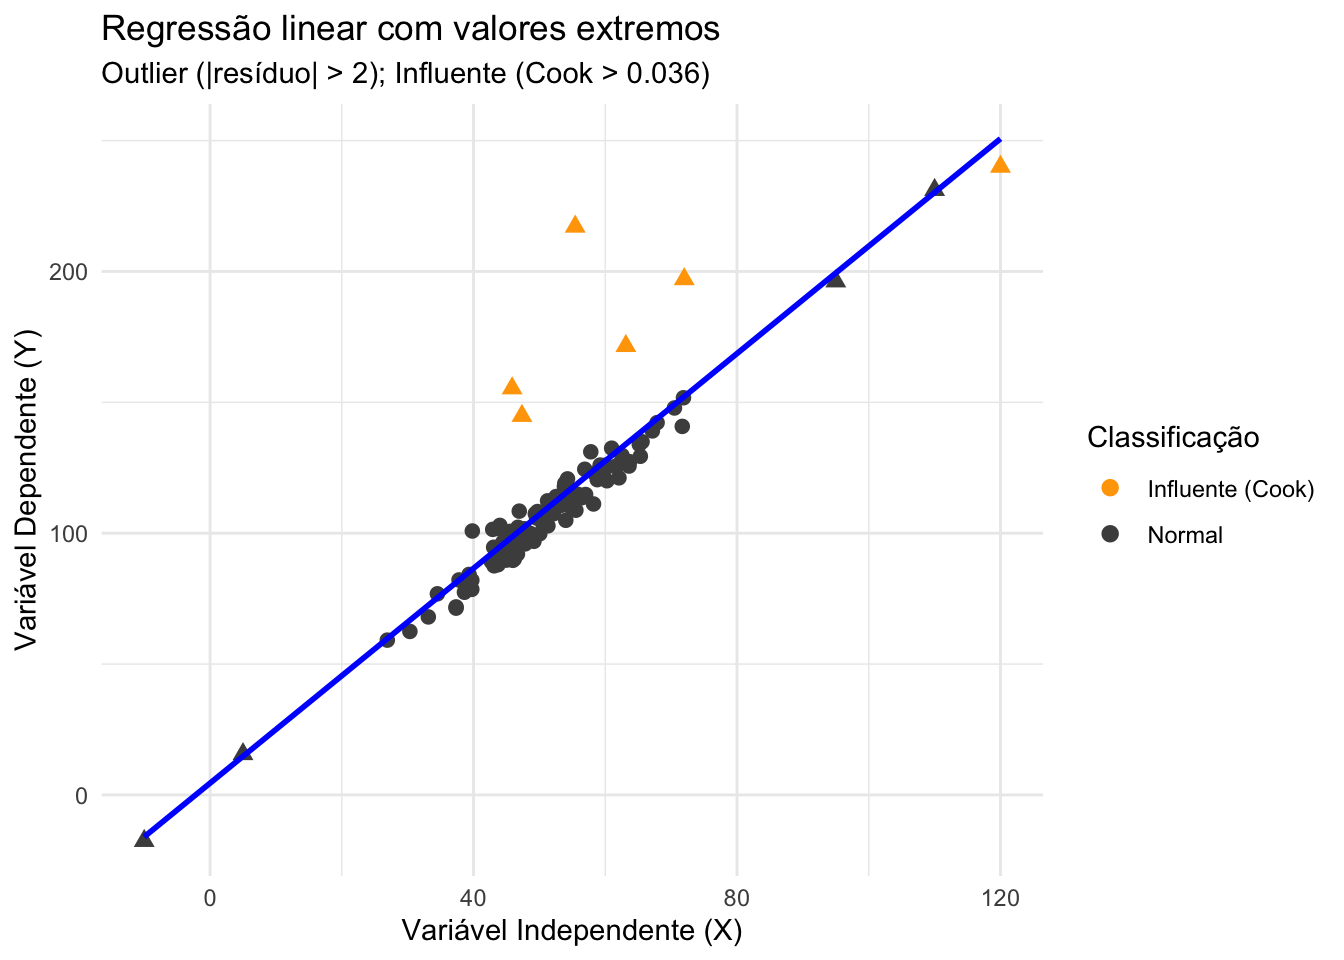 Regressão linear com valores extremos
Outlier (|resíduo| > 2); Influente (Cook > 0.036)
Variável Dependente (Y)
200
100
0
0
40
80
120
Variável Independente (X)
Classificação
Influente (Cook)
Normal